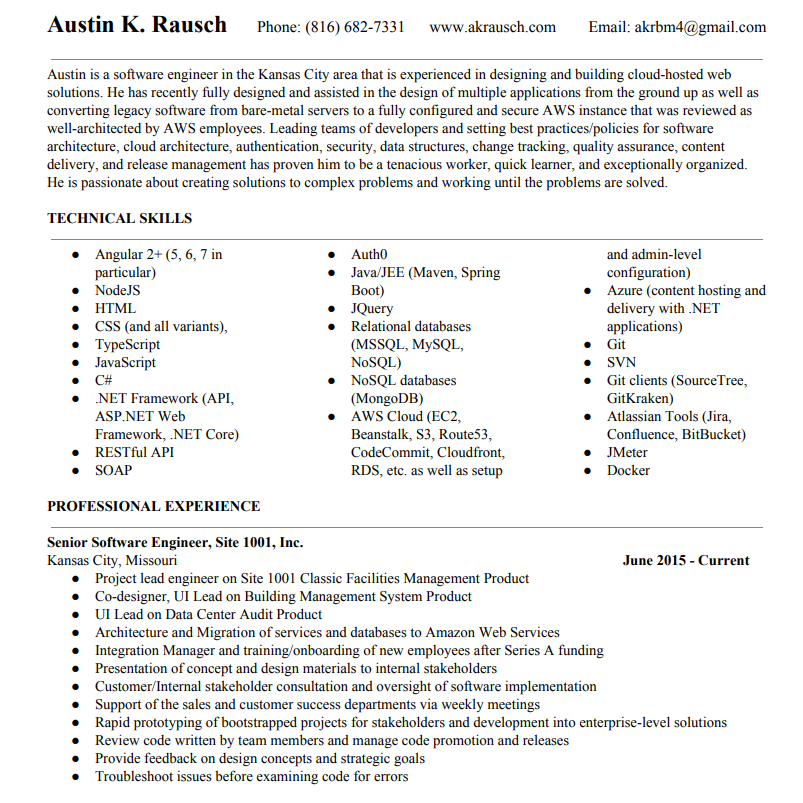 Austin K. Rausch Phone: (816) 682-7331 www.akrausch.com Email: akrbm4@gmail.com
Austin is a software engineer in the Kansas City area that is experienced in designing and building cloud-hosted web
solutions. He has recently fully designed and assisted in the design of multiple applications from the ground up as well as
converting legacy software from bare-metal servers to a fully configured and secure AWS instance that was reviewed as
well-architected by AWS employees. Leading teams of developers and setting best practices/policies for software
architecture, cloud architecture, authentication, security, data structures, change tracking, quality assurance, content
delivery, and release management has proven him to be a tenacious worker, quick learner, and exceptionally organized.
He is passionate about creating solutions to complex problems and working until the problems are solved.
TECHNICAL SKILLS
● Angular 2+ (5, 6, 7 in
particular)
● NodeJS
● HTML
● CSS (and all variants),
● TypeScript
● JavaScript
● C#
● .NET Framework (API,
ASP.NET Web
Framework, .NET Core)
● RESTful API
● SOAP
● Auth0
● Java/JEE (Maven, Spring
Boot)
● JQuery
● Relational databases
(MSSQL, MySQL,
NoSQL)
● NoSQL databases
(MongoDB)
● AWS Cloud (EC2,
Beanstalk, S3, Route53,
CodeCommit, Cloudfront,
RDS, etc. as well as setup
and admin-level
configuration)
● Azure (content hosting and
delivery with .NET
applications)
● Git
● SVN
● Git clients (SourceTree,
GitKraken)
● Atlassian Tools (Jira,
Confluence, BitBucket)
● JMeter
● Docker
PROFESSIONAL EXPERIENCE
Senior Software Engineer, Site 1001, Inc.
Kansas City, Missouri June 2015 - Current
● Project lead engineer on Site 1001 Classic Facilities Management Product
● Co-designer, UI Lead on Building Management System Product
● UI Lead on Data Center Audit Product
● Architecture and Migration of services and databases to Amazon Web Services
● Integration Manager and training/onboarding of new employees after Series A funding
● Presentation of concept and design materials to internal stakeholders
● Customer/Internal stakeholder consultation and oversight of software implementation
● Support of the sales and customer success departments via weekly meetings
● Rapid prototyping of bootstrapped projects for stakeholders and development into enterprise-level solutions
● Review code written by team members and manage code promotion and releases
● Provide feedback on design concepts and strategic goals
● Troubleshoot issues before examining code for errors